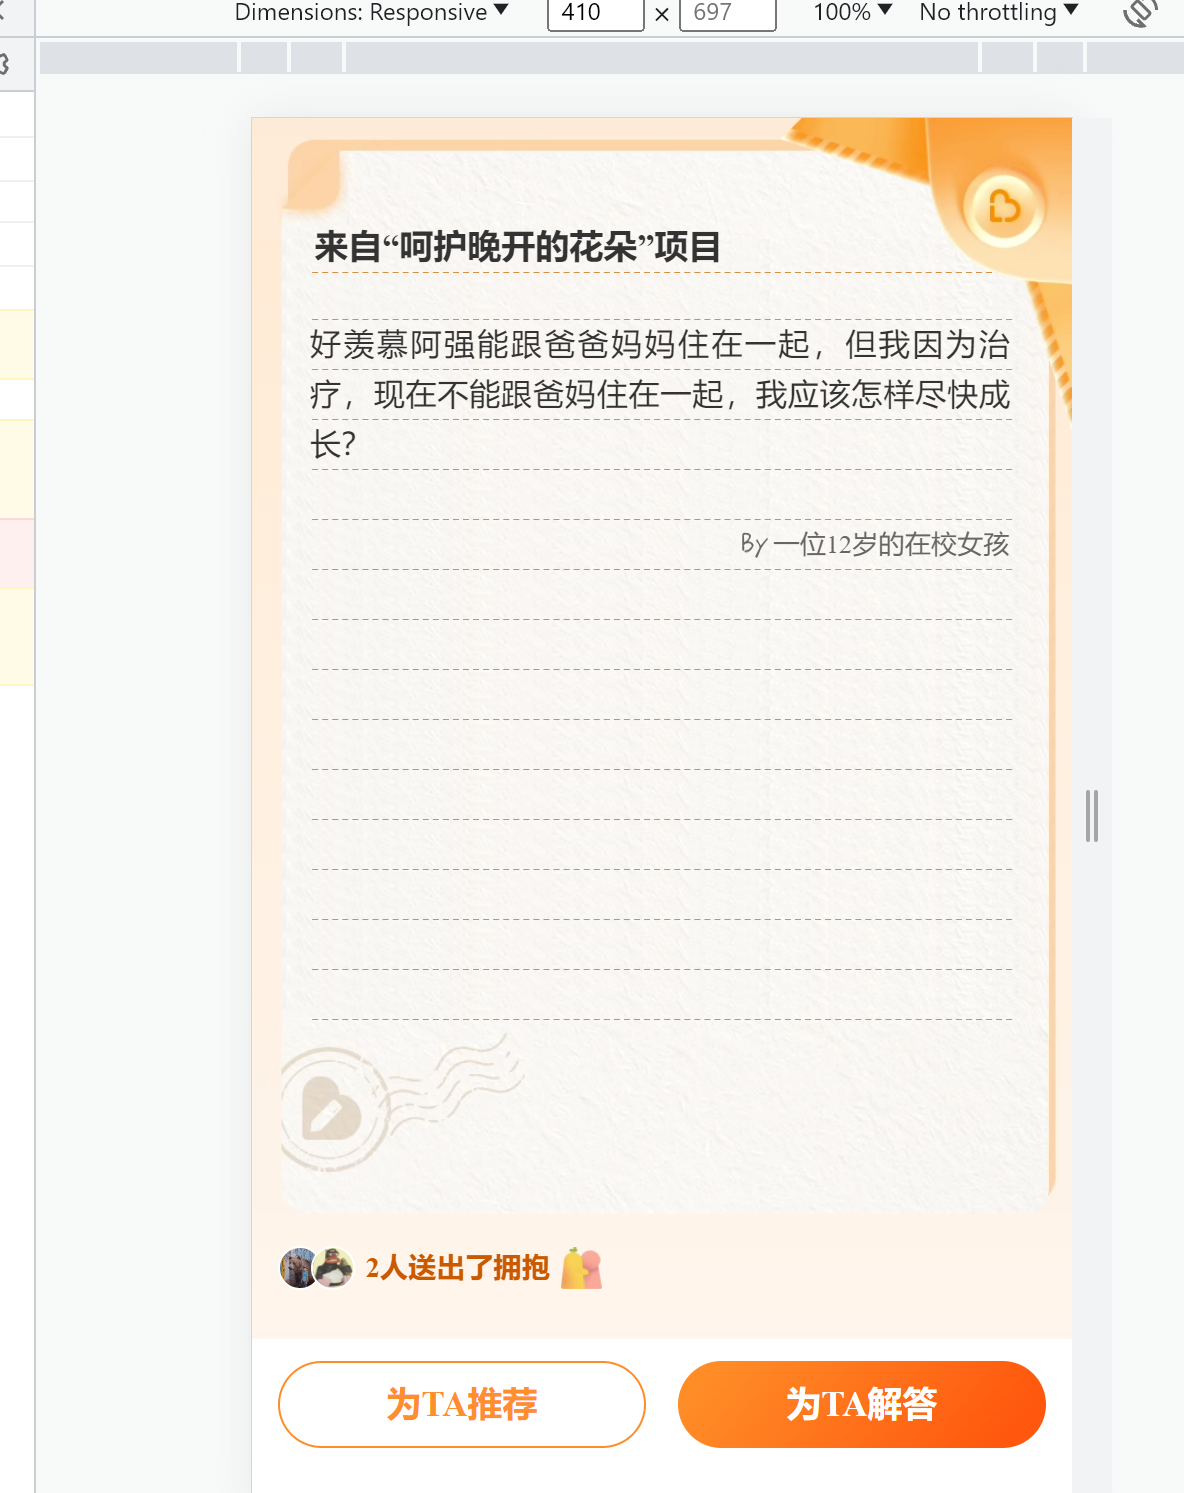 Dimensions: Responsive ▼ 410 × 697 100% ▼ No throttling ▼
来自“呵护晚开的花朵”项目
好羡慕阿强能跟爸爸妈妈住在一起，但我因为治
疗，现在不能跟爸妈住在一起，我应该怎样尽快成
长？
By 一位12岁的在校女孩
2人送出了拥抱
为TA推荐
为TA解答